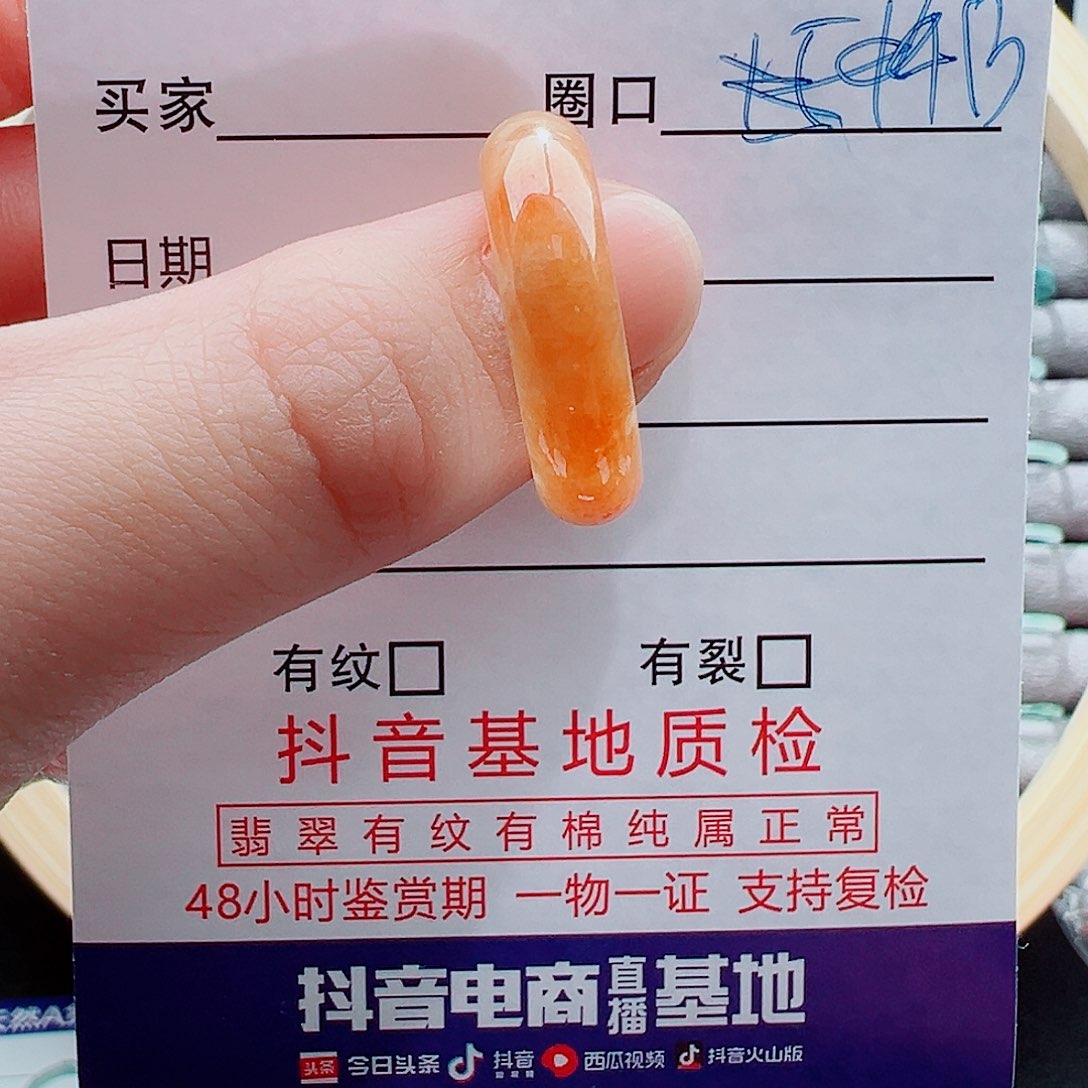 买家 圈口
日期
有纹 有裂
抖音基地质检
翡翠有纹有棉纯属正常
48小时鉴赏期 一物一证 支持复检
抖音电商直播基地
头条 今日头条 抖音 西瓜视频 抖音火山版